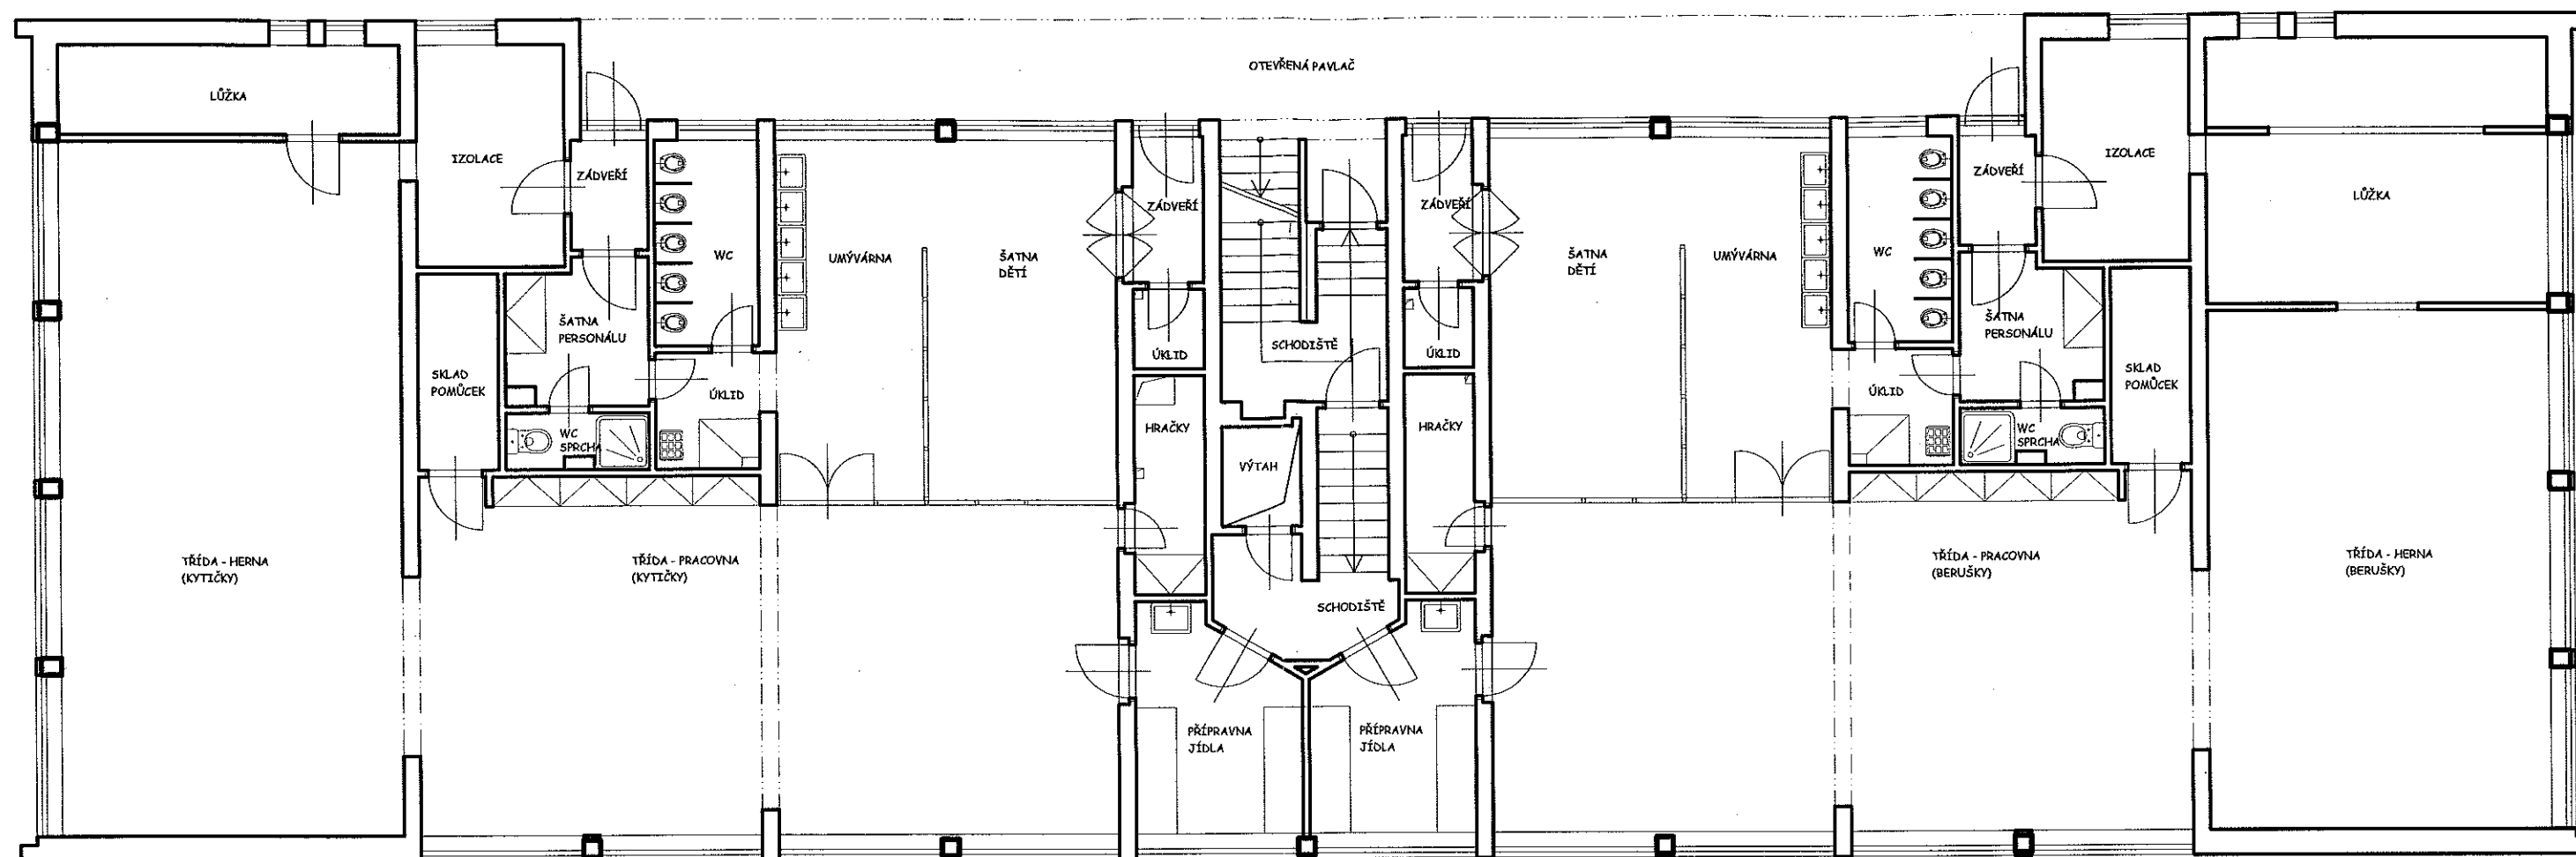 OTEVŘENÁ PAVLAČ
LŮŽKA
IZOLACE
ZÁDVEŘÍ
WC
UMÝVÁRNA
ŠATNA
DĚTÍ
ZÁDVEŘÍ
ZÁDVEŘÍ
ŠATNA
DĚTÍ
UMÝVÁRNA
WC
ZÁDVEŘÍ
IZOLACE
LŮŽKA
ŠATNA
PERSONÁLU
ÚKLID
SCHODIŠTĚ
ÚKLID
ŠATNA
PERSONÁLU
SKLAD
POMŮCEK
ÚKLID
ÚKLID
SKLAD
POMŮCEK
WC
SPRCHA
HRAČKY
VÝTAH
HRAČKY
WC
SPRCHA
TŘÍDA - HERNA
(KYTIČKY)
TŘÍDA - PRACOVNA
(KYTIČKY)
TŘÍDA - PRACOVNA
(BERUŠKY)
TŘÍDA - HERNA
(BERUŠKY)
SCHODIŠTĚ
PŘÍPRAVNA
JÍDLA
PŘÍPRAVNA
JÍDLA